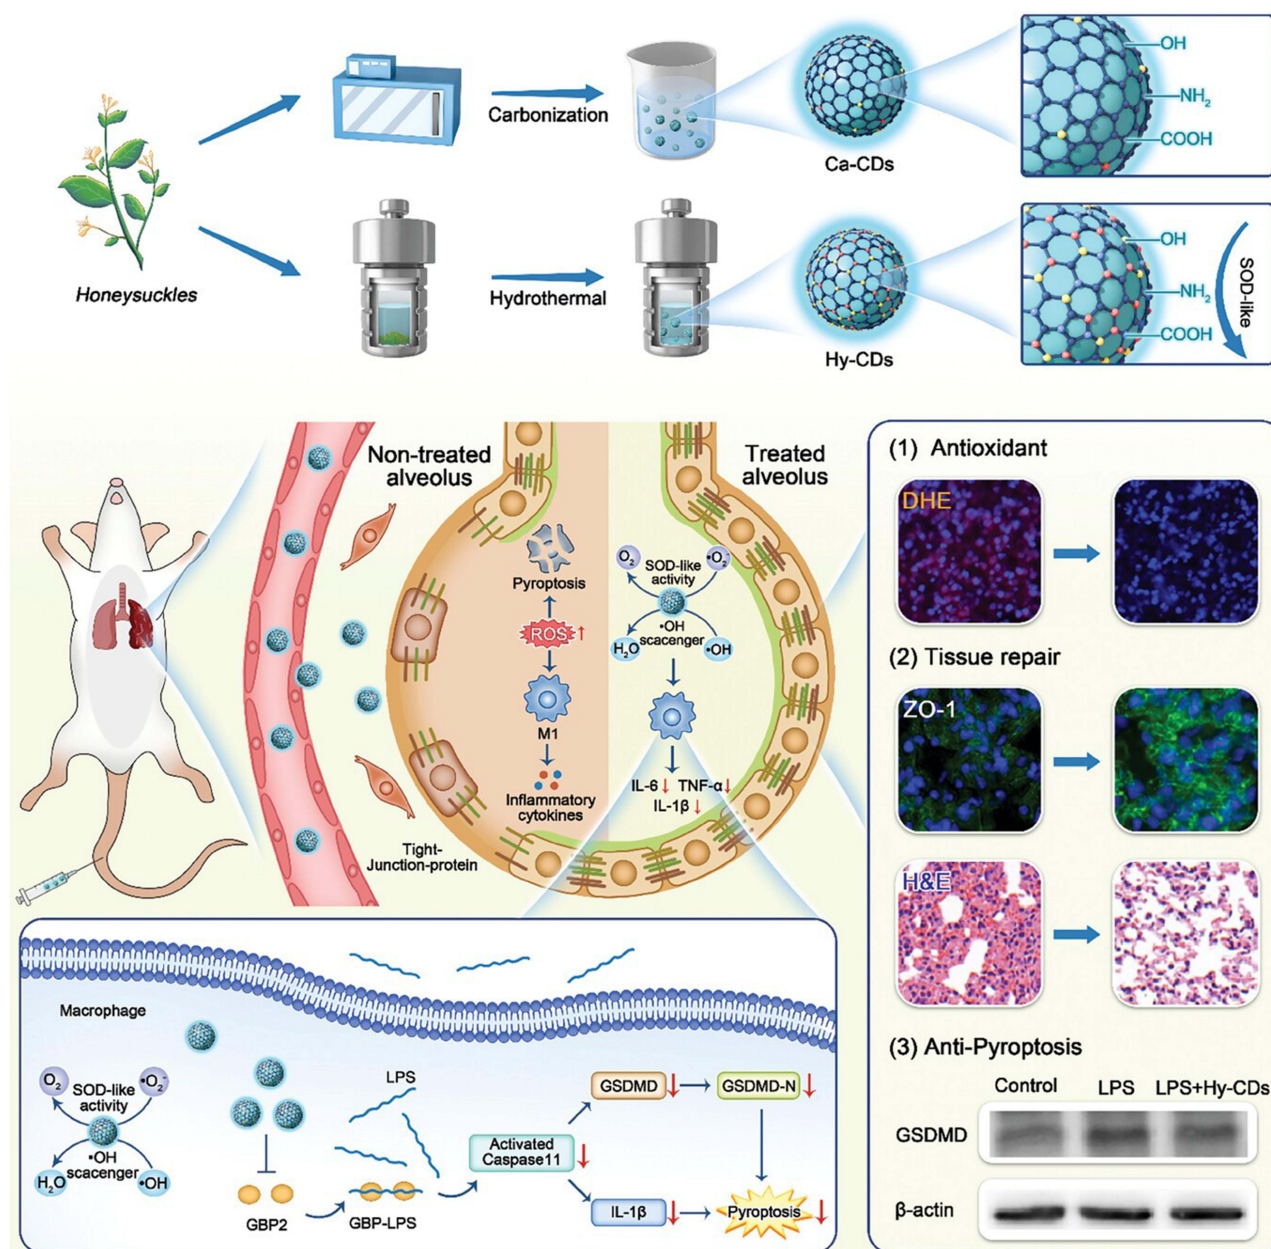 Honeysuckles
Carbonization
Ca-CDs
OH
NH₂
COOH
Hydrothermal
Hy-CDs
OH
NH₂
COOH
SOD-like
Non-treated
alveolus
Treated
alveolus
Pyroptosis
ROS ↑
M1
Inflammatory
cytokines
Tight-
Junction-protein
O₂
•O₂⁻
SOD-like
activity
•OH
scacenger
H₂O
•OH
IL-6 ↓ TNF-α ↓
IL-1β ↓
Macrophage
O₂
•O₂⁻
SOD-like
activity
•OH
scacenger
H₂O
•OH
GBP2
LPS
GBP-LPS
Activated
Caspase11 ↓
GSDMD ↓
GSDMD-N ↓
IL-1β ↓
Pyroptosis ↓
(1) Antioxidant
DHE
(2) Tissue repair
ZO-1
H&E
(3) Anti-Pyroptosis
Control LPS LPS+Hy-CDs
GSDMD
β-actin